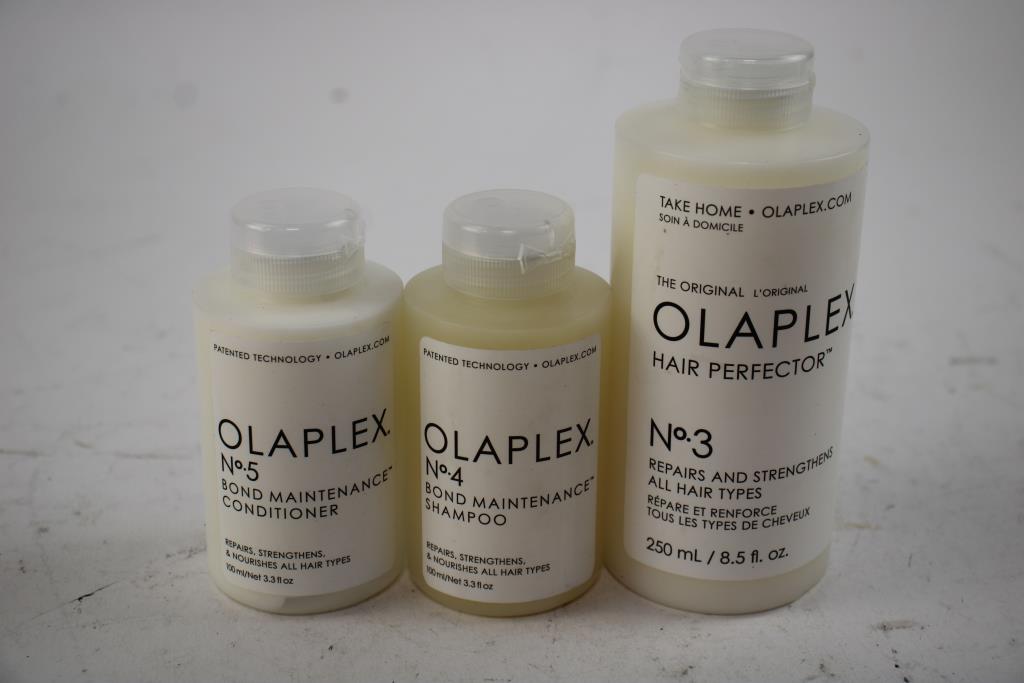 PATENTED TECHNOLOGY • OLAPLEX.COM
OLAPLEX.
Nº.5
BOND MAINTENANCE™
CONDITIONER
REPAIRS, STRENGTHENS,
& NOURISHES ALL HAIR TYPES
100 ml/Net 3.3 fl oz
PATENTED TECHNOLOGY • OLAPLEX.COM
OLAPLEX.
Nº.4
BOND MAINTENANCE™
SHAMPOO
REPAIRS, STRENGTHENS,
& NOURISHES ALL HAIR TYPES
100 ml/Net 3.3 fl oz
TAKE HOME • OLAPLEX.COM
SOIN À DOMICILE
THE ORIGINAL L'ORIGINAL
OLAPLEX.
HAIR PERFECTOR™
Nº.3
REPAIRS AND STRENGTHENS
ALL HAIR TYPES
RÉPARE ET RENFORCE
TOUS LES TYPES DE CHEVEUX
250 mL / 8.5 fl. oz.